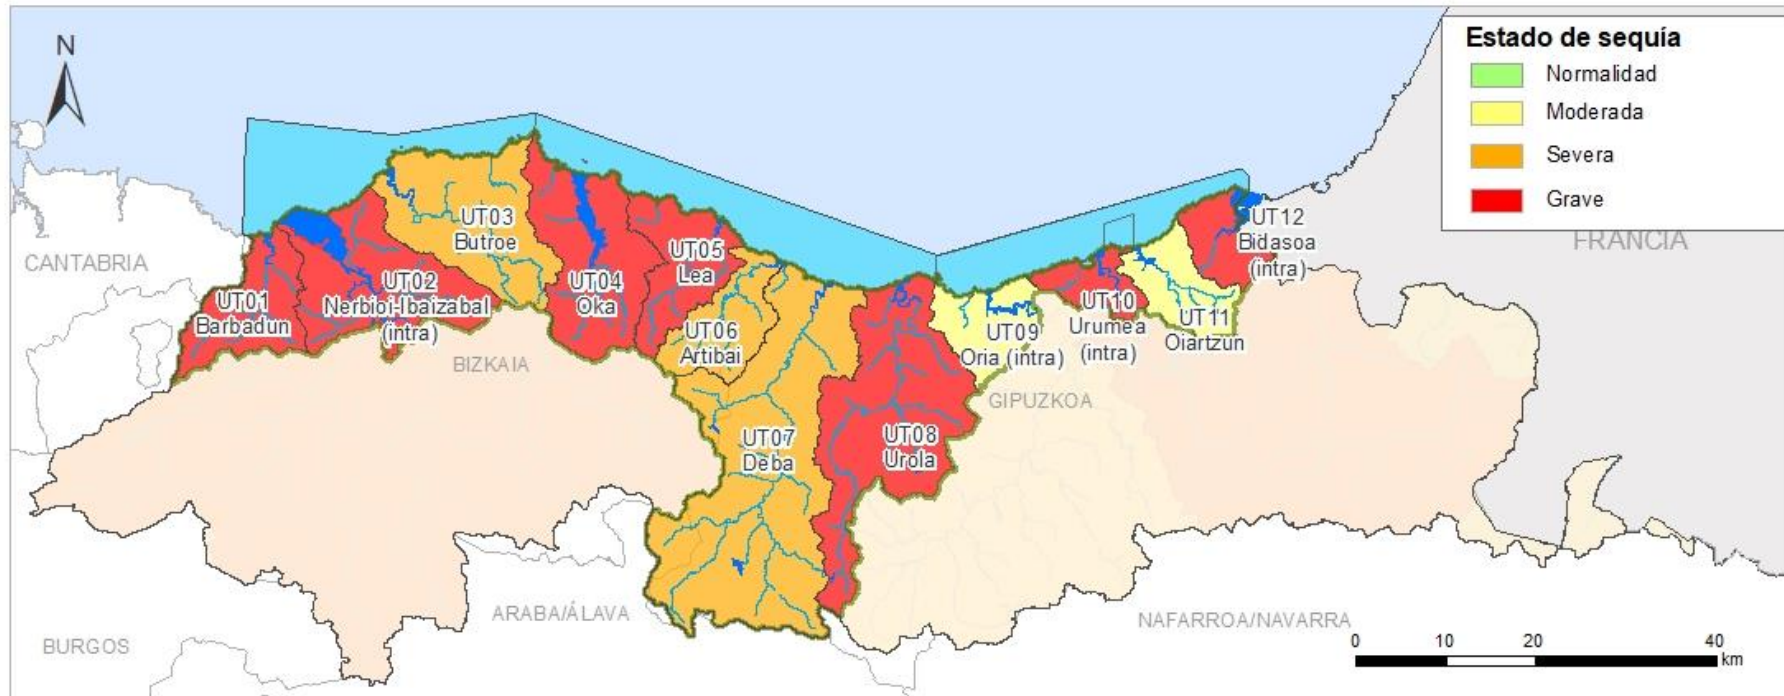 N
Estado de sequía
Normalidad
Moderada
Severa
Grave
FRANCIA
CANTABRIA
UT01
Barbadun
UT02
Nerbioi-Ibaizabal
(intra)
UT03
Butroe
UT04
Oka
UT05
Lea
UT06
Artibai
UT07
Deba
UT08
Urola
UT09
Oria (intra)
UT10
Urumea
(intra)
UT11
Oiartzun
UT12
Bidasoa
(intra)
BIZKAIA
GIPUZKOA
ARABA/ÁLAVA
BURGOS
NAFARROA/NAVARRA
0 10 20 40
km